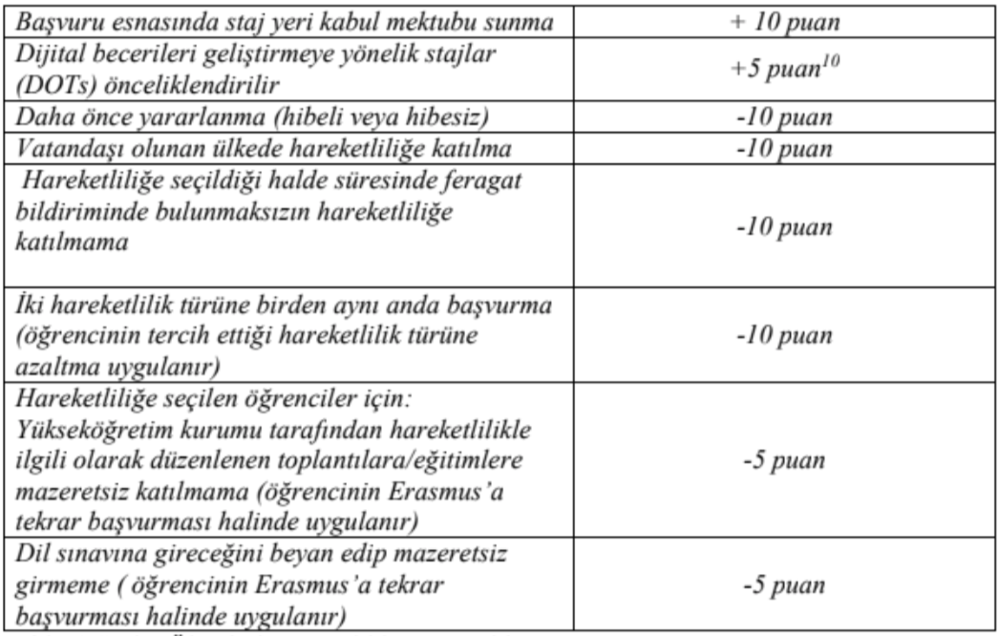 Başvuru esnasında staj yeri kabul mektubu sunma
+ 10 puan
Dijital becerileri geliştirmeye yönelik stajlar
(DOTs) önceliklendirilir
+5 puan10
Daha önce yararlanma (hibeli veya hibesiz)
-10 puan
Vatandaşı olunan ülkede hareketliliğe katılma
-10 puan
Hareketliliğe seçildiği halde süresinde feragat
bildiriminde bulunmaksızın hareketliliğe
katılmama
-10 puan
İki hareketlilik türüne birden aynı anda başvurma
(öğrencinin tercih ettiği hareketlilik türüne
azaltma uygulanır)
-10 puan
Hareketliliğe seçilen öğrenciler için:
Yükseköğretim kurumu tarafından hareketlilikle
ilgili olarak düzenlenen toplantılara/eğitimlere
mazeretsiz katılmama (öğrencinin Erasmus’a
tekrar başvurması halinde uygulanır)
-5 puan
Dil sınavına gireceğini beyan edip mazeretsiz
girmeme ( öğrencinin Erasmus’a tekrar
başvurması halinde uygulanır)
-5 puan